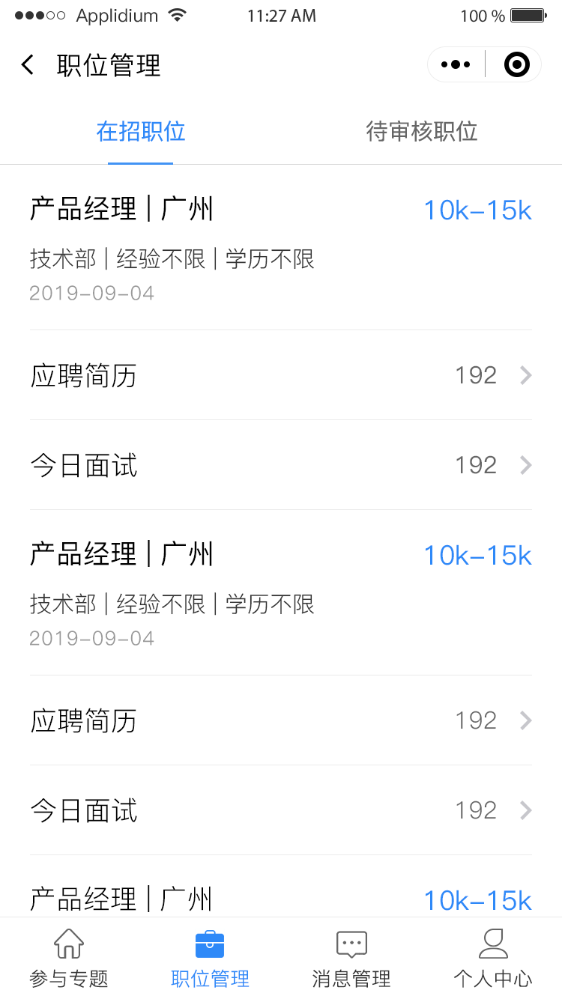 Applidium 11:27 AM 100 %
职位管理
在招职位 待审核职位
产品经理 | 广州 10k-15k
技术部 | 经验不限 | 学历不限
2019-09-04
应聘简历 192
今日面试 192
产品经理 | 广州 10k-15k
技术部 | 经验不限 | 学历不限
2019-09-04
应聘简历 192
今日面试 192
产品经理 | 广州 10k-15k
参与专题 职位管理 消息管理 个人中心